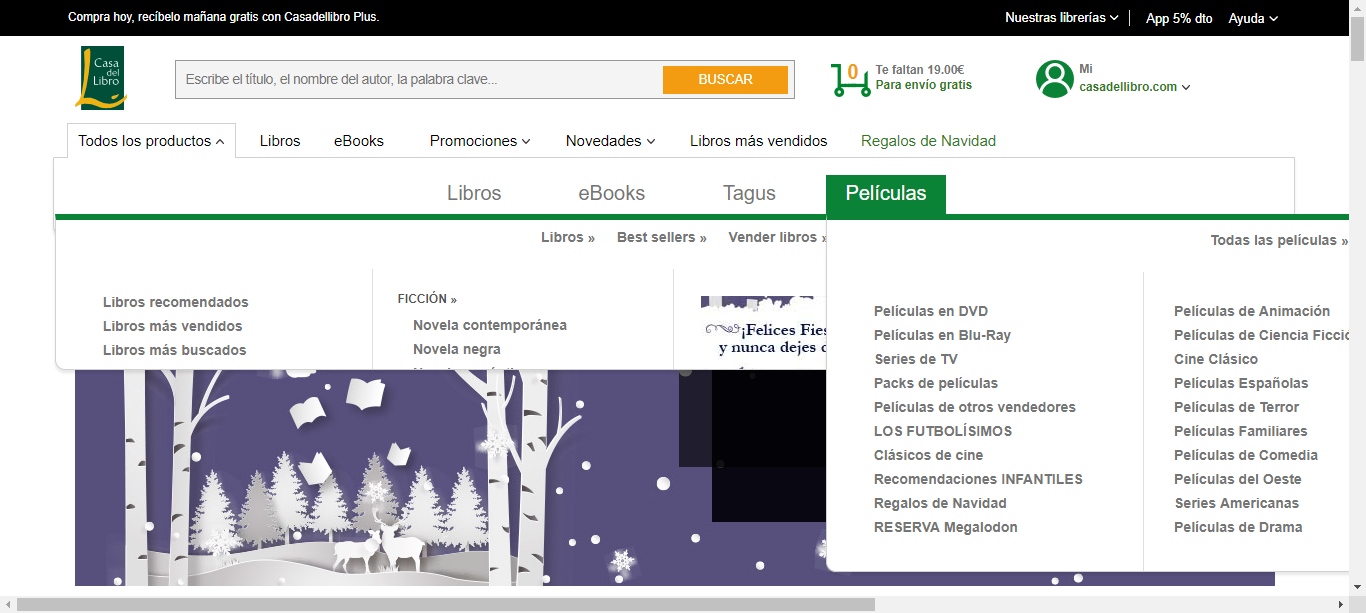 Compra hoy, recíbelo mañana gratis con Casadellibro Plus.
Nuestras librerías
App 5% dto
Ayuda
Casa
del
Libro
Escribe el título, el nombre del autor, la palabra clave...
BUSCAR
0
Te faltan 19.00€
Para envío gratis
Mi
casadellibro.com
Todos los productos
Libros
eBooks
Promociones
Novedades
Libros más vendidos
Regalos de Navidad
Libros
eBooks
Tagus
Películas
Libros »
Best sellers »
Vender libros »
Todas las películas »
Libros recomendados
Libros más vendidos
Libros más buscados
FICCIÓN »
Novela contemporánea
Novela negra
¡Felices Fies
y nunca dejes
Películas en DVD
Películas en Blu-Ray
Series de TV
Packs de películas
Películas de otros vendedores
LOS FUTBOLÍSIMOS
Clásicos de cine
Recomendaciones INFANTILES
Regalos de Navidad
RESERVA Megalodon
Películas de Animación
Películas de Ciencia Ficció
Cine Clásico
Películas Españolas
Películas de Terror
Películas Familiares
Películas de Comedia
Películas del Oeste
Series Americanas
Películas de Drama